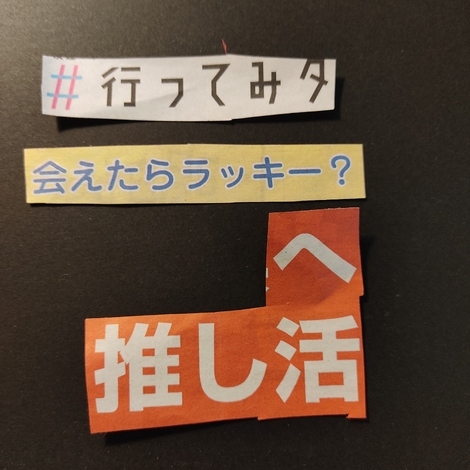 #行ってみタ
会えたらラッキー？
へ
推し活